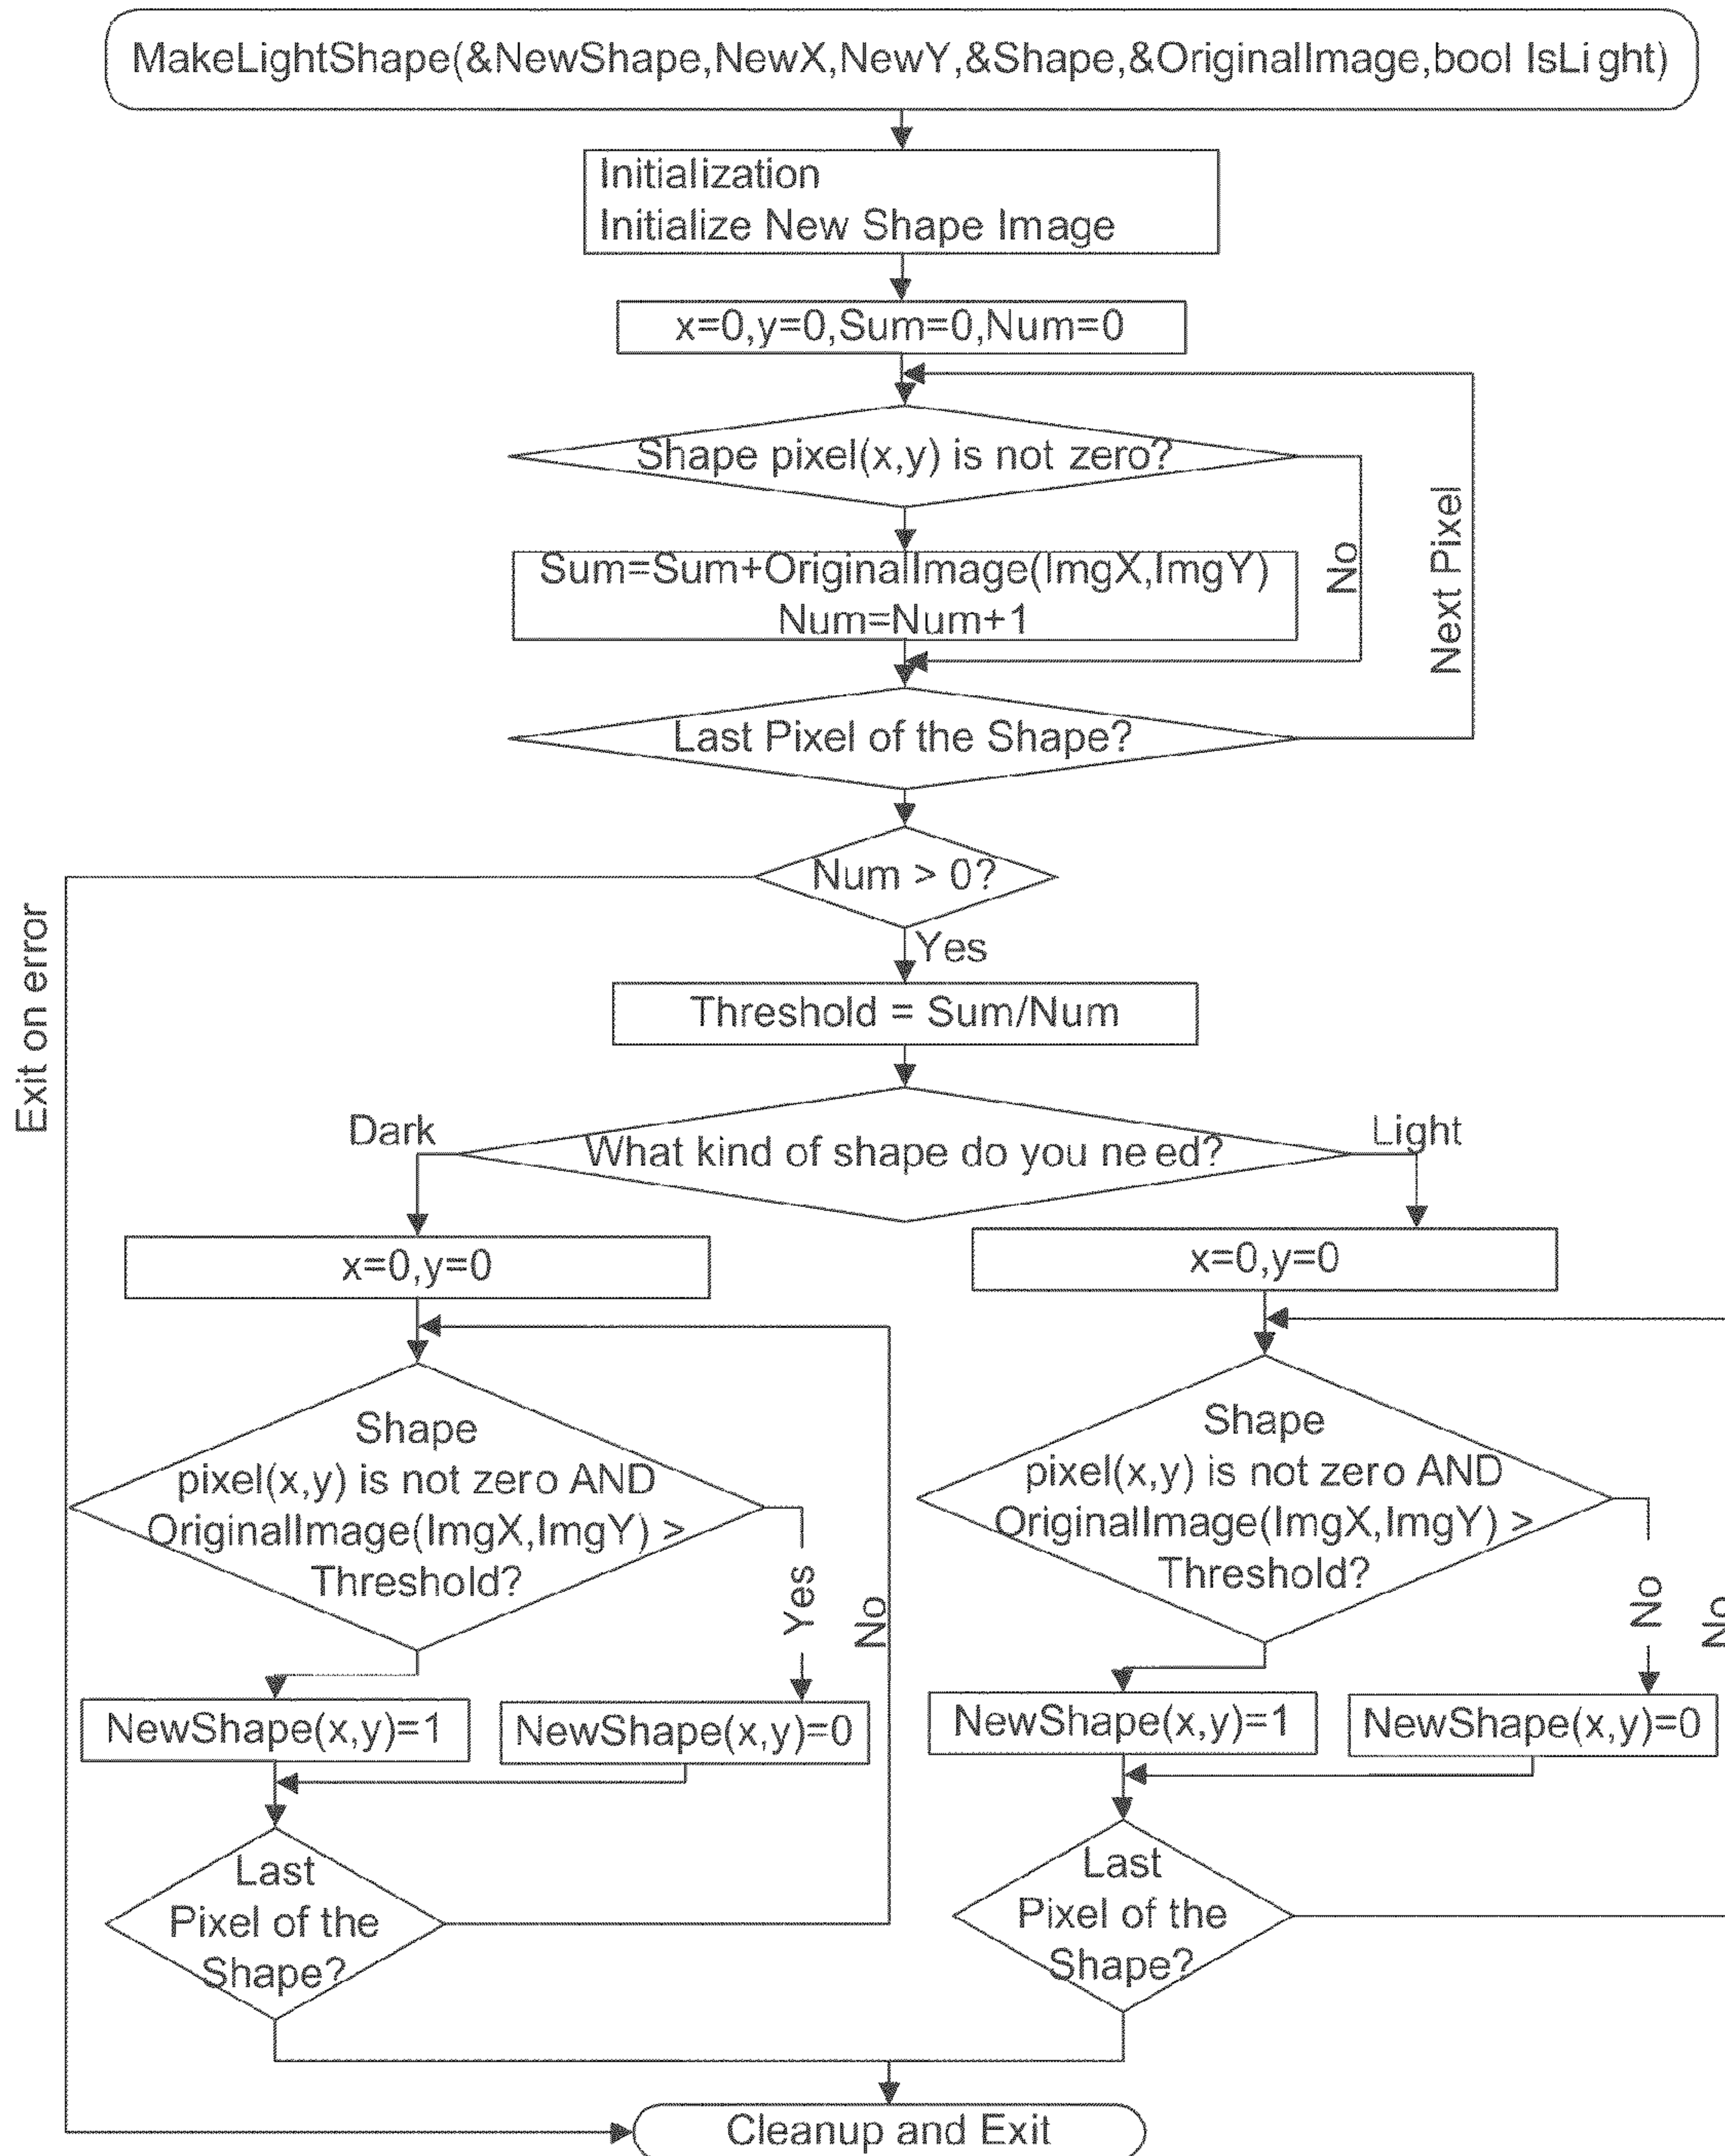 MakeLightShape(&NewShape,NewX,NewY,&Shape,&OriginalImage,bool IsLight)
Initialization
Initialize New Shape Image
x=0,y=0,Sum=0,Num=0
Shape pixel(x,y) is not zero?
Sum=Sum+OriginalImage(ImgX,ImgY)
Num=Num+1
No
Next Pixel
Last Pixel of the Shape?
Num > 0?
Exit on error
Yes
Threshold = Sum/Num
What kind of shape do you need?
Dark
Light
x=0,y=0
Shape
pixel(x,y) is not zero AND
OriginalImage(ImgX,ImgY) >
Threshold?
Yes
No
NewShape(x,y)=1
NewShape(x,y)=0
Last
Pixel of the
Shape?
x=0,y=0
Shape
pixel(x,y) is not zero AND
OriginalImage(ImgX,ImgY) >
Threshold?
No
No
NewShape(x,y)=1
NewShape(x,y)=0
Last
Pixel of the
Shape?
Cleanup and Exit